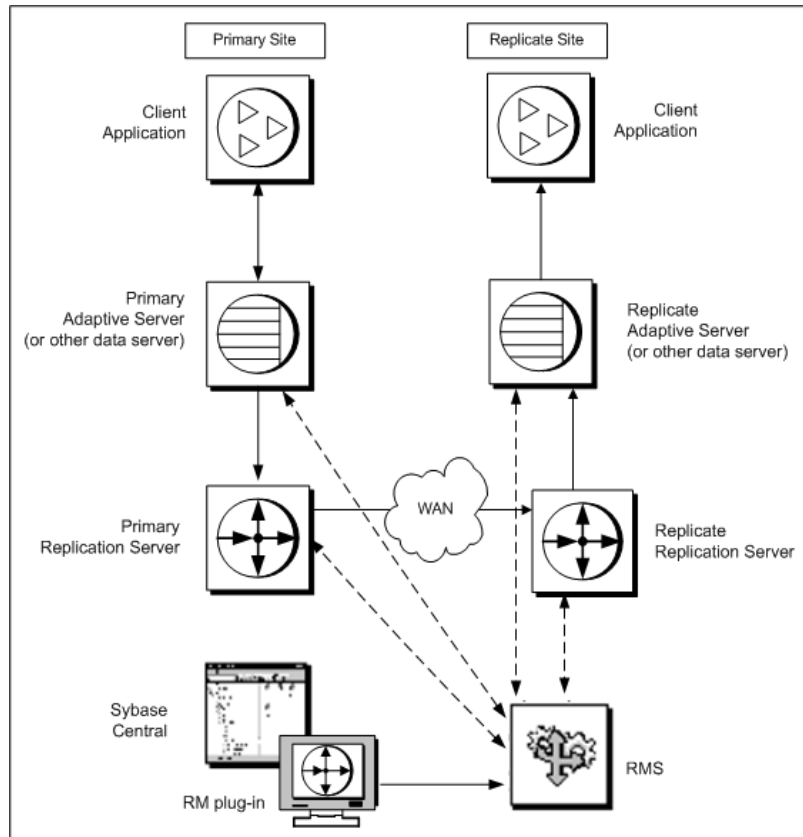 Primary Site
Replicate Site
Client
Application
Client
Application
Primary
Adaptive Server
(or other data server)
Replicate
Adaptive Server
(or other data server)
WAN
Primary
Replication Server
Replicate
Replication Server
Sybase
Central
RMS
RM plug-in